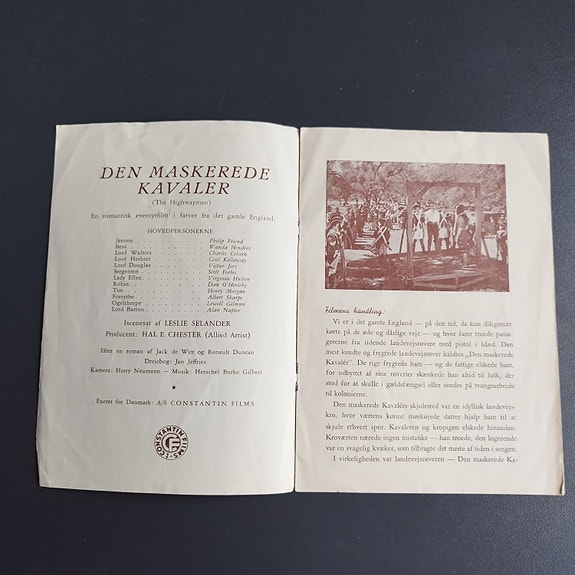 DEN MASKEREDE
KAVALER
(The Highwayman)
En romantisk eventyrfilm i farver fra det gamle England.
HOVEDPERSONERNE
Jeremy . . . . . . . . . . Philip Friend
Bess . . . . . . . . . . Wanda Hendrix
Lord Walters . . . . . . . . . . Charles Coburn
Lord Herbert . . . . . . . . . . Cecil Kellaway
Lord Douglas . . . . . . . . . . Victor Jory
Sergenten . . . . . . . . . . Scott Forbes
Lady Ellen . . . . . . . . . . Virginia Huston
Robin . . . . . . . . . . Dan O'Herlihy
Tim . . . . . . . . . . Henry Morgan
Forsythe . . . . . . . . . . Albert Sharpe
Ogelthorpe . . . . . . . . . . Lowell Gilmore
Lord Barton . . . . . . . . . . Alan Napier
Iscenesat af LESLIE SELANDER
Producent: HAL E. CHESTER (Allied Artist)
Efter en roman af Jack de Witt og Renault Duncan
Drejebog: Jan Jeffries
Kamera: Harry Neumann — Musik: Herschel Burke Gilbert
Eneret for Danmark: A/S CONSTANTIN FILMS
CONSTANTIN FILMS
CF
Filmens handling:
Vi er i det gamle England — på den tid, da kun diligencer
kørte på de øde og dårlige veje — og hvor faret truede passa-
gererne fra ridende landevejsrøvere med pistol i hånd. Den
mest kendte og frygtede landevejsrøver kaldtes „Den maskerede
Kavalér". De rige frygtede ham — og de fattige elskede ham,
for udbyttet af sine røverier skænkede han altid til folk, der
stod for at skulle i gældsfængsel eller sendes på tvangsarbejde
til kolonierne.
Den maskerede Kavaléts skjulested var en idyllisk landevejs-
kro, hvor værtens kønne mørkøjede datter hjalp ham til at
skjule ethvert spor. Kavaleren og kropigen elskede hinanden.
Kroværten nærede ingen mistanke — han troede, den logerende
var en svagelig kvæker, som tilbragte det meste af tiden i sengen.
I virkeligheden var landevejsrøveren — Den maskerede Ka-